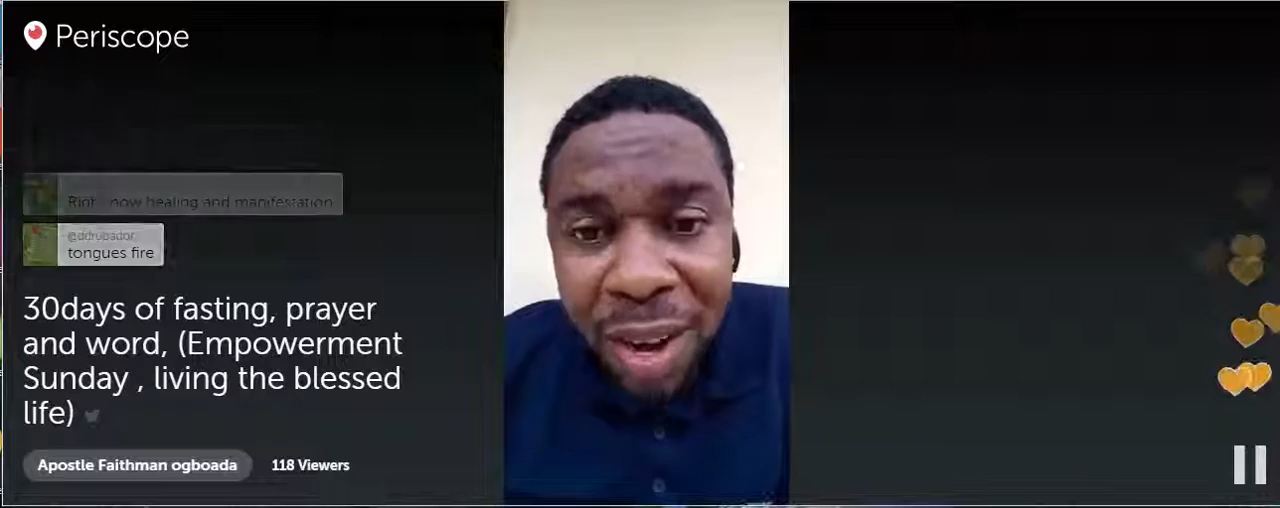 Periscope
Right now healing and manifestation
@ddrubador
tongues fire
30days of fasting, prayer
and word, (Empowerment
Sunday , living the blessed
life)
Apostle Faithman ogboada
118 Viewers